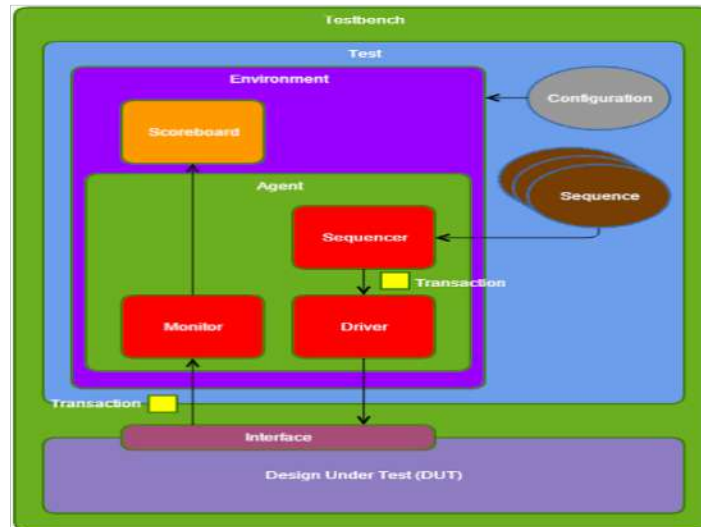 Testbench
Test
Environment
Configuration
Scoreboard
Agent
Sequence
Sequencer
Transaction
Monitor
Driver
Transaction
Interface
Design Under Test (DUT)